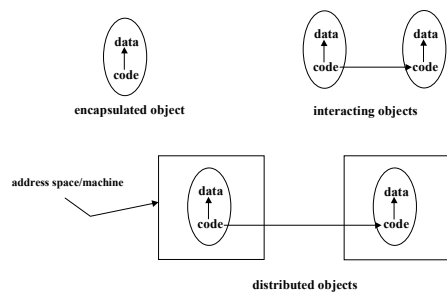 data
code
encapsulated object
data
code
data
code
interacting objects
address space/machine
data
code
data
code
distributed objects